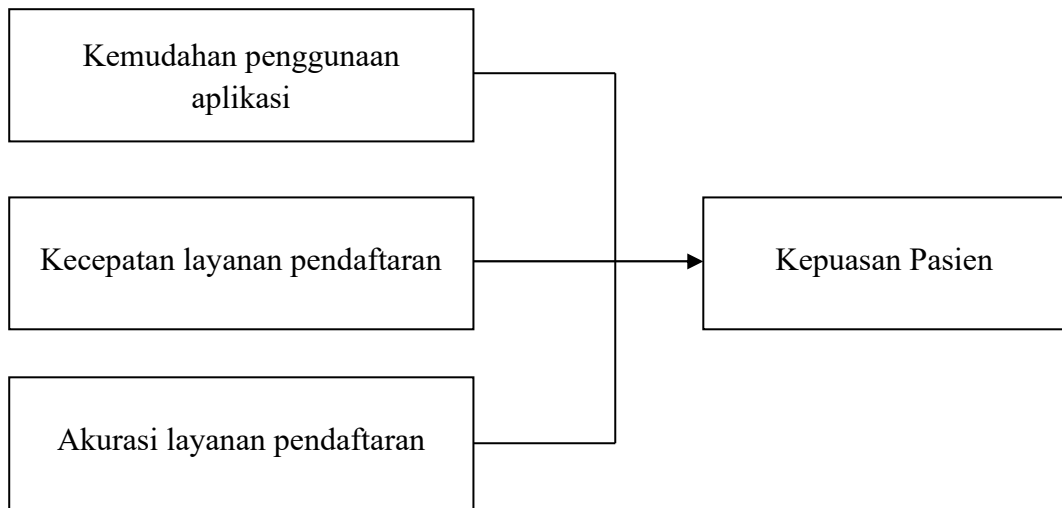 Kemudahan penggunaan
aplikasi
Kecepatan layanan pendaftaran
Kepuasan Pasien
Akurasi layanan pendaftaran